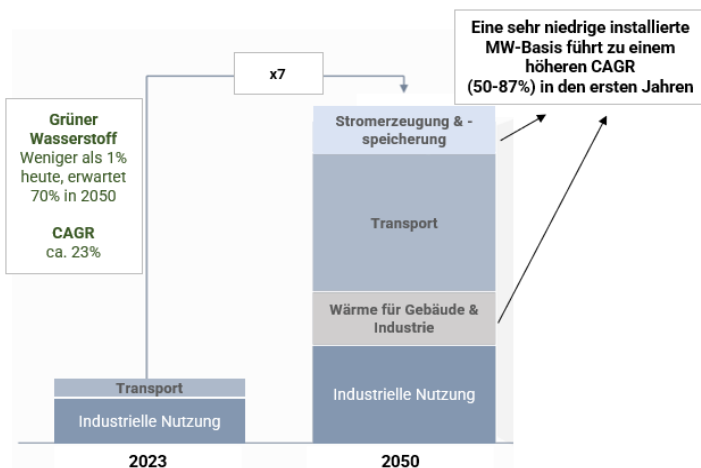 Eine sehr niedrige installierte
MW-Basis führt zu einem
höheren CAGR
(50-87%) in den ersten Jahren
x7
Grüner
Wasserstoff
Weniger als 1%
heute, erwartet
70% in 2050
CAGR
ca. 23%
Stromerzeugung & -
speicherung
Transport
Wärme für Gebäude &
Industrie
Industrielle Nutzung
Transport
Industrielle Nutzung
2023
2050